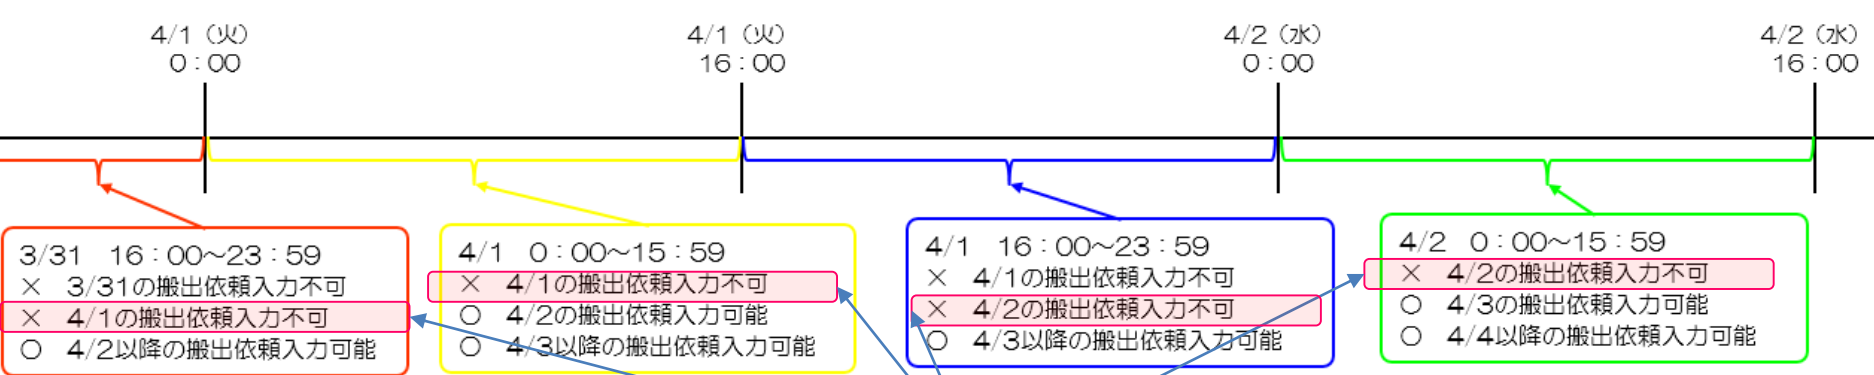 4/1（火）
0：00
4/1（火）
16：00
4/2（水）
0：00
4/2（水）
16：00
3/31　16：00～23：59
×　3/31の搬出依頼入力不可
×　4/1の搬出依頼入力不可
○　4/2以降の搬出依頼入力可能
4/1　0：00～15：59
×　4/1の搬出依頼入力不可
○　4/2の搬出依頼入力可能
○　4/3以降の搬出依頼入力可能
4/1　16：00～23：59
×　4/1の搬出依頼入力不可
×　4/2の搬出依頼入力不可
○　4/3以降の搬出依頼入力可能
4/2　0：00～15：59
×　4/2の搬出依頼入力不可
○　4/3の搬出依頼入力可能
○　4/4以降の搬出依頼入力可能